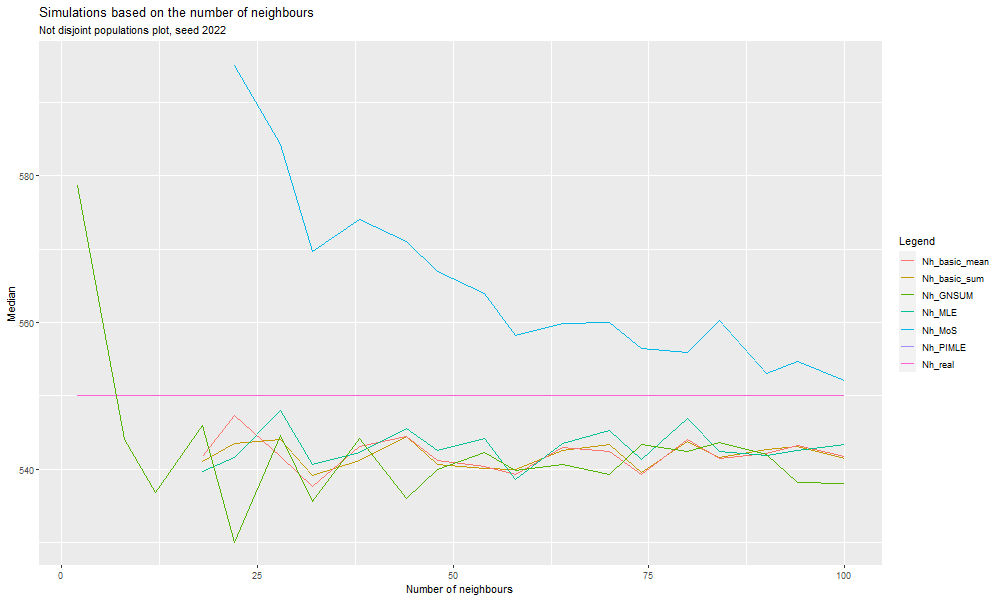 Simulations based on the number of neighbours
Not disjoint populations plot, seed 2022
Median
580
560
540
0
25
50
75
100
Number of neighbours
Legend
Nh_basic_mean
Nh_basic_sum
Nh_GNSUM
Nh_MLE
Nh_MoS
Nh_PIMLE
Nh_real